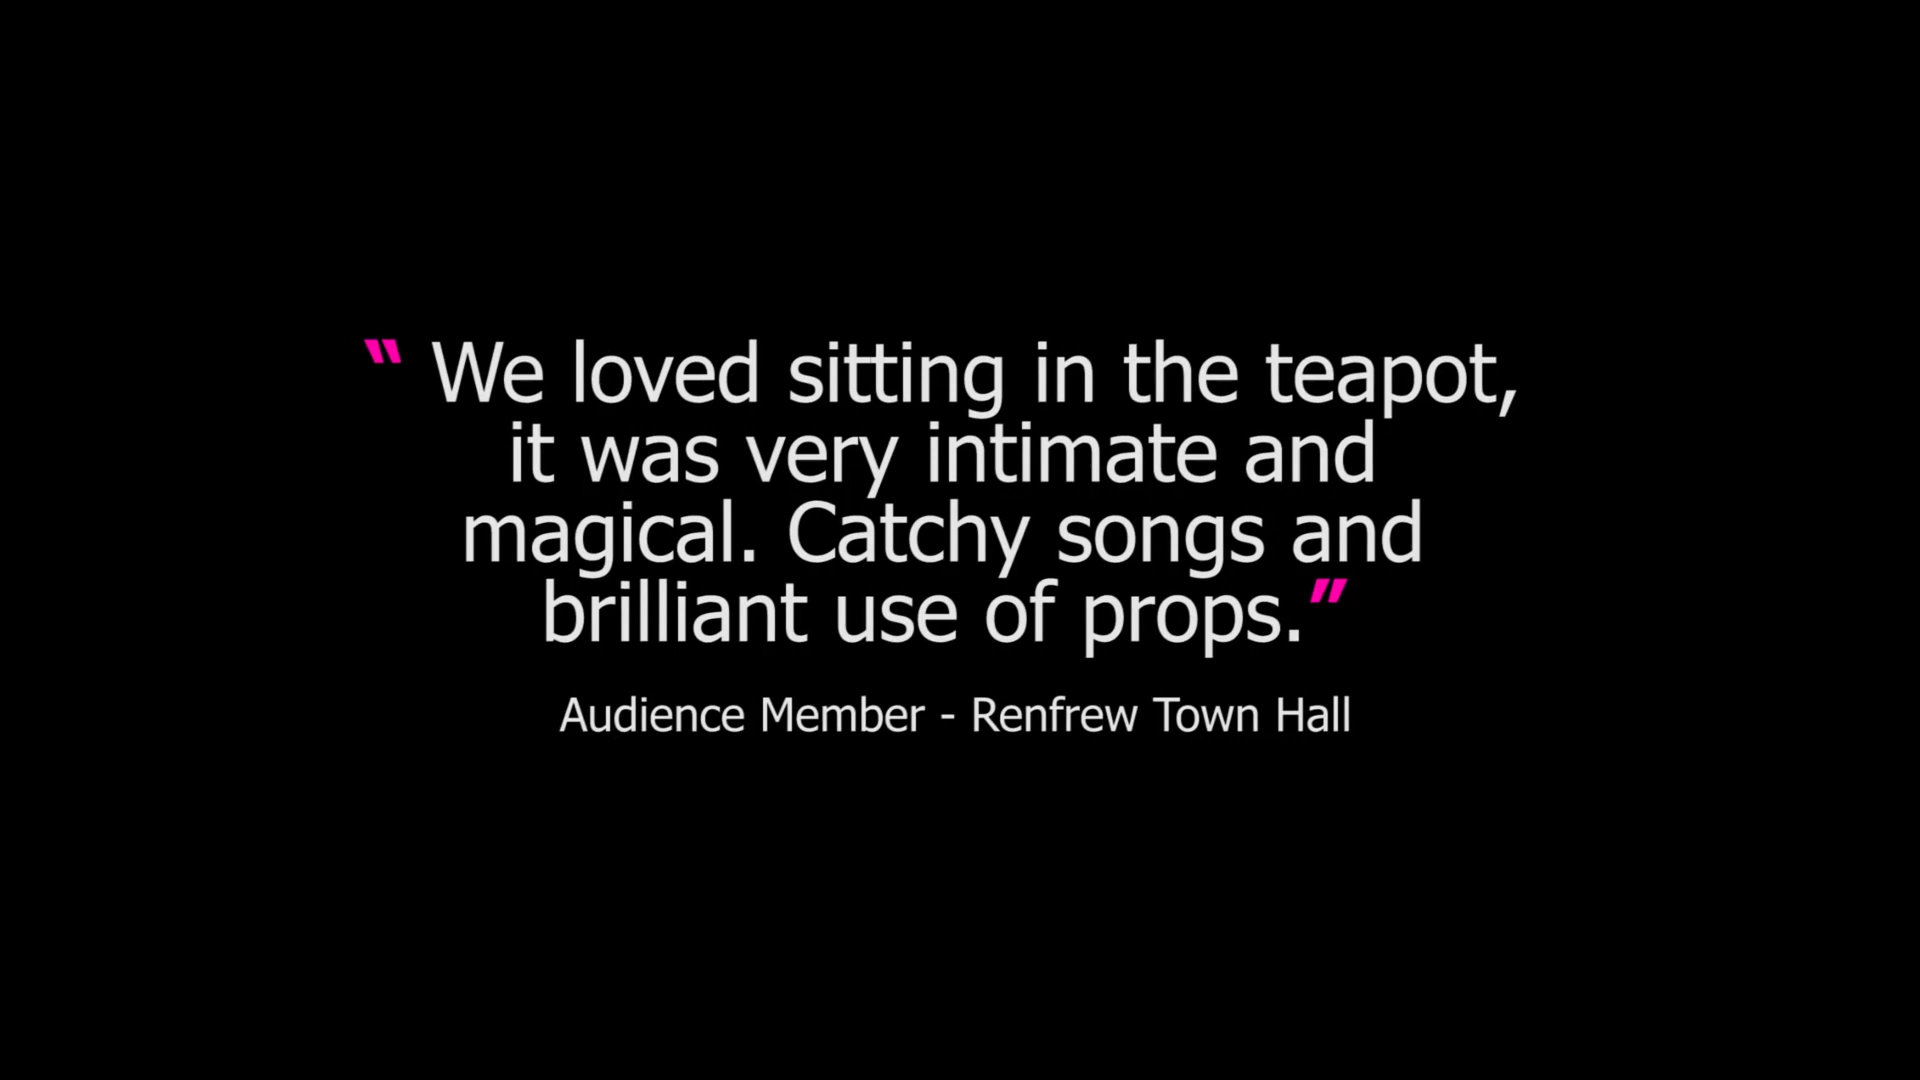 “ We loved sitting in the teapot,
it was very intimate and
magical. Catchy songs and
brilliant use of props.”
Audience Member - Renfrew Town Hall